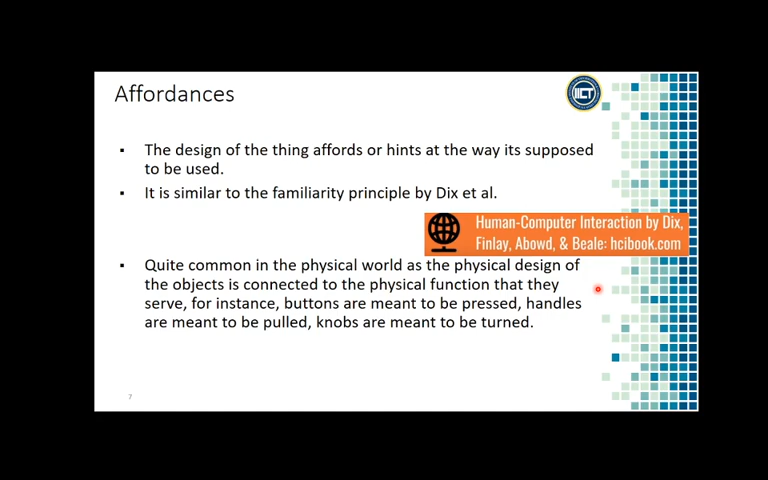 Affordances
IICT
▪ The design of the thing affords or hints at the way its supposed
to be used.
▪ It is similar to the familiarity principle by Dix et al.
Human-Computer Interaction by Dix,
Finlay, Abowd, & Beale: hcibook.com
▪ Quite common in the physical world as the physical design of
the objects is connected to the physical function that they
serve, for instance, buttons are meant to be pressed, handles
are meant to be pulled, knobs are meant to be turned.
7